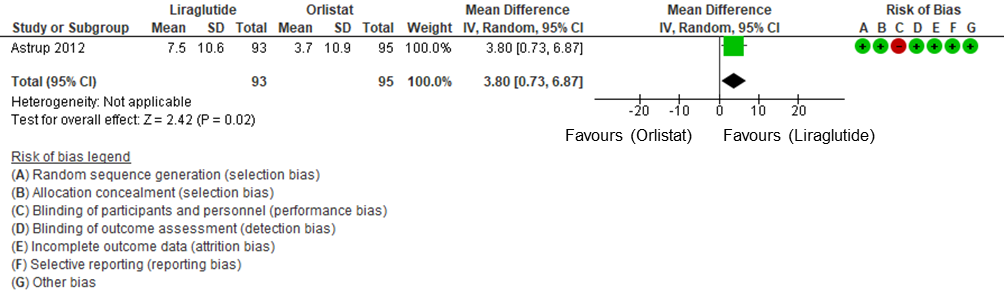 Liraglutide Orlistat Mean Difference Mean Difference Risk of Bias
Study or Subgroup Mean SD Total Mean SD Total Weight IV, Random, 95% CI IV, Random, 95% CI A B C D E F G
Astrup 2012 7.5 10.6 93 3.7 10.9 95 100.0% 3.80 [0.73, 6.87] + + - + + + +
Total (95% CI) 93 95 100.0% 3.80 [0.73, 6.87]
Heterogeneity: Not applicable
Test for overall effect: Z = 2.42 (P = 0.02)
-20 -10 0 10 20
Favours (Orlistat) Favours (Liraglutide)
Risk of bias legend
(A) Random sequence generation (selection bias)
(B) Allocation concealment (selection bias)
(C) Blinding of participants and personnel (performance bias)
(D) Blinding of outcome assessment (detection bias)
(E) Incomplete outcome data (attrition bias)
(F) Selective reporting (reporting bias)
(G) Other bias